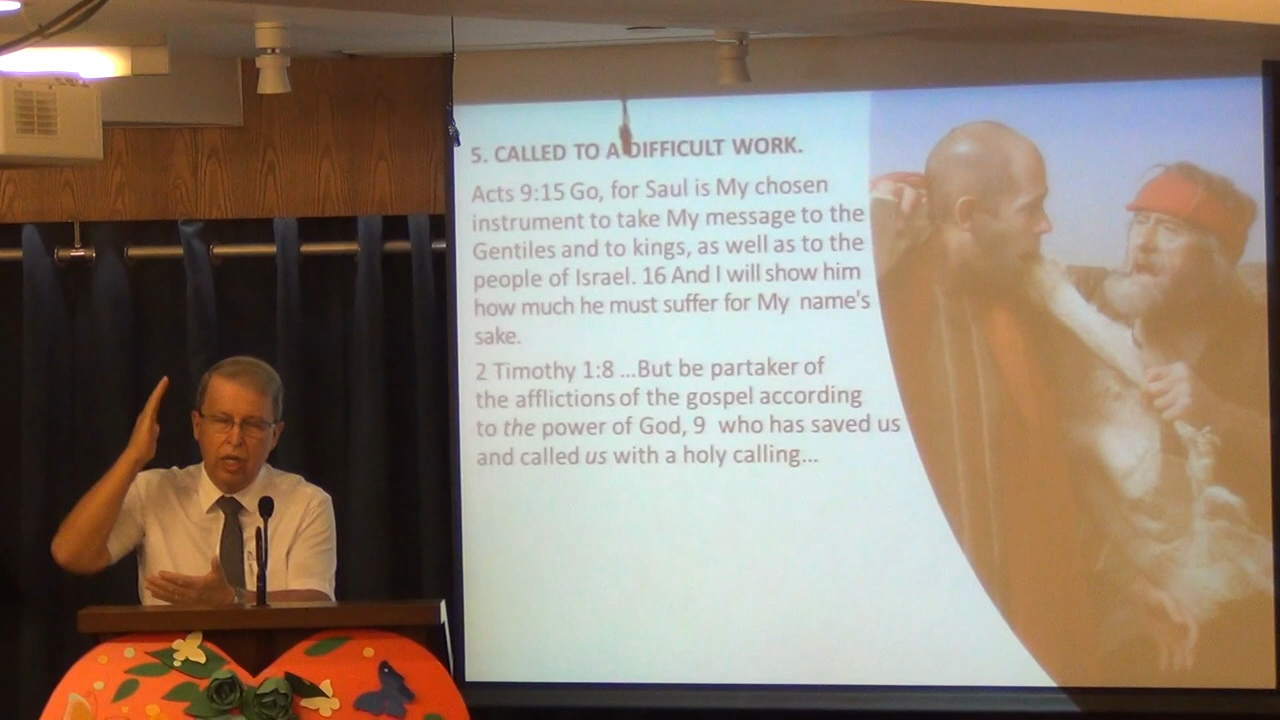 5. CALLED TO A DIFFICULT WORK.
Acts 9:15 Go, for Saul is My chosen
instrument to take My message to the
Gentiles and to kings, as well as to the
people of Israel. 16 And I will show him
how much he must suffer for My name's
sake.
2 Timothy 1:8 ...But be partaker of
the afflictions of the gospel according
to the power of God, 9 who has saved us
and called us with a holy calling...